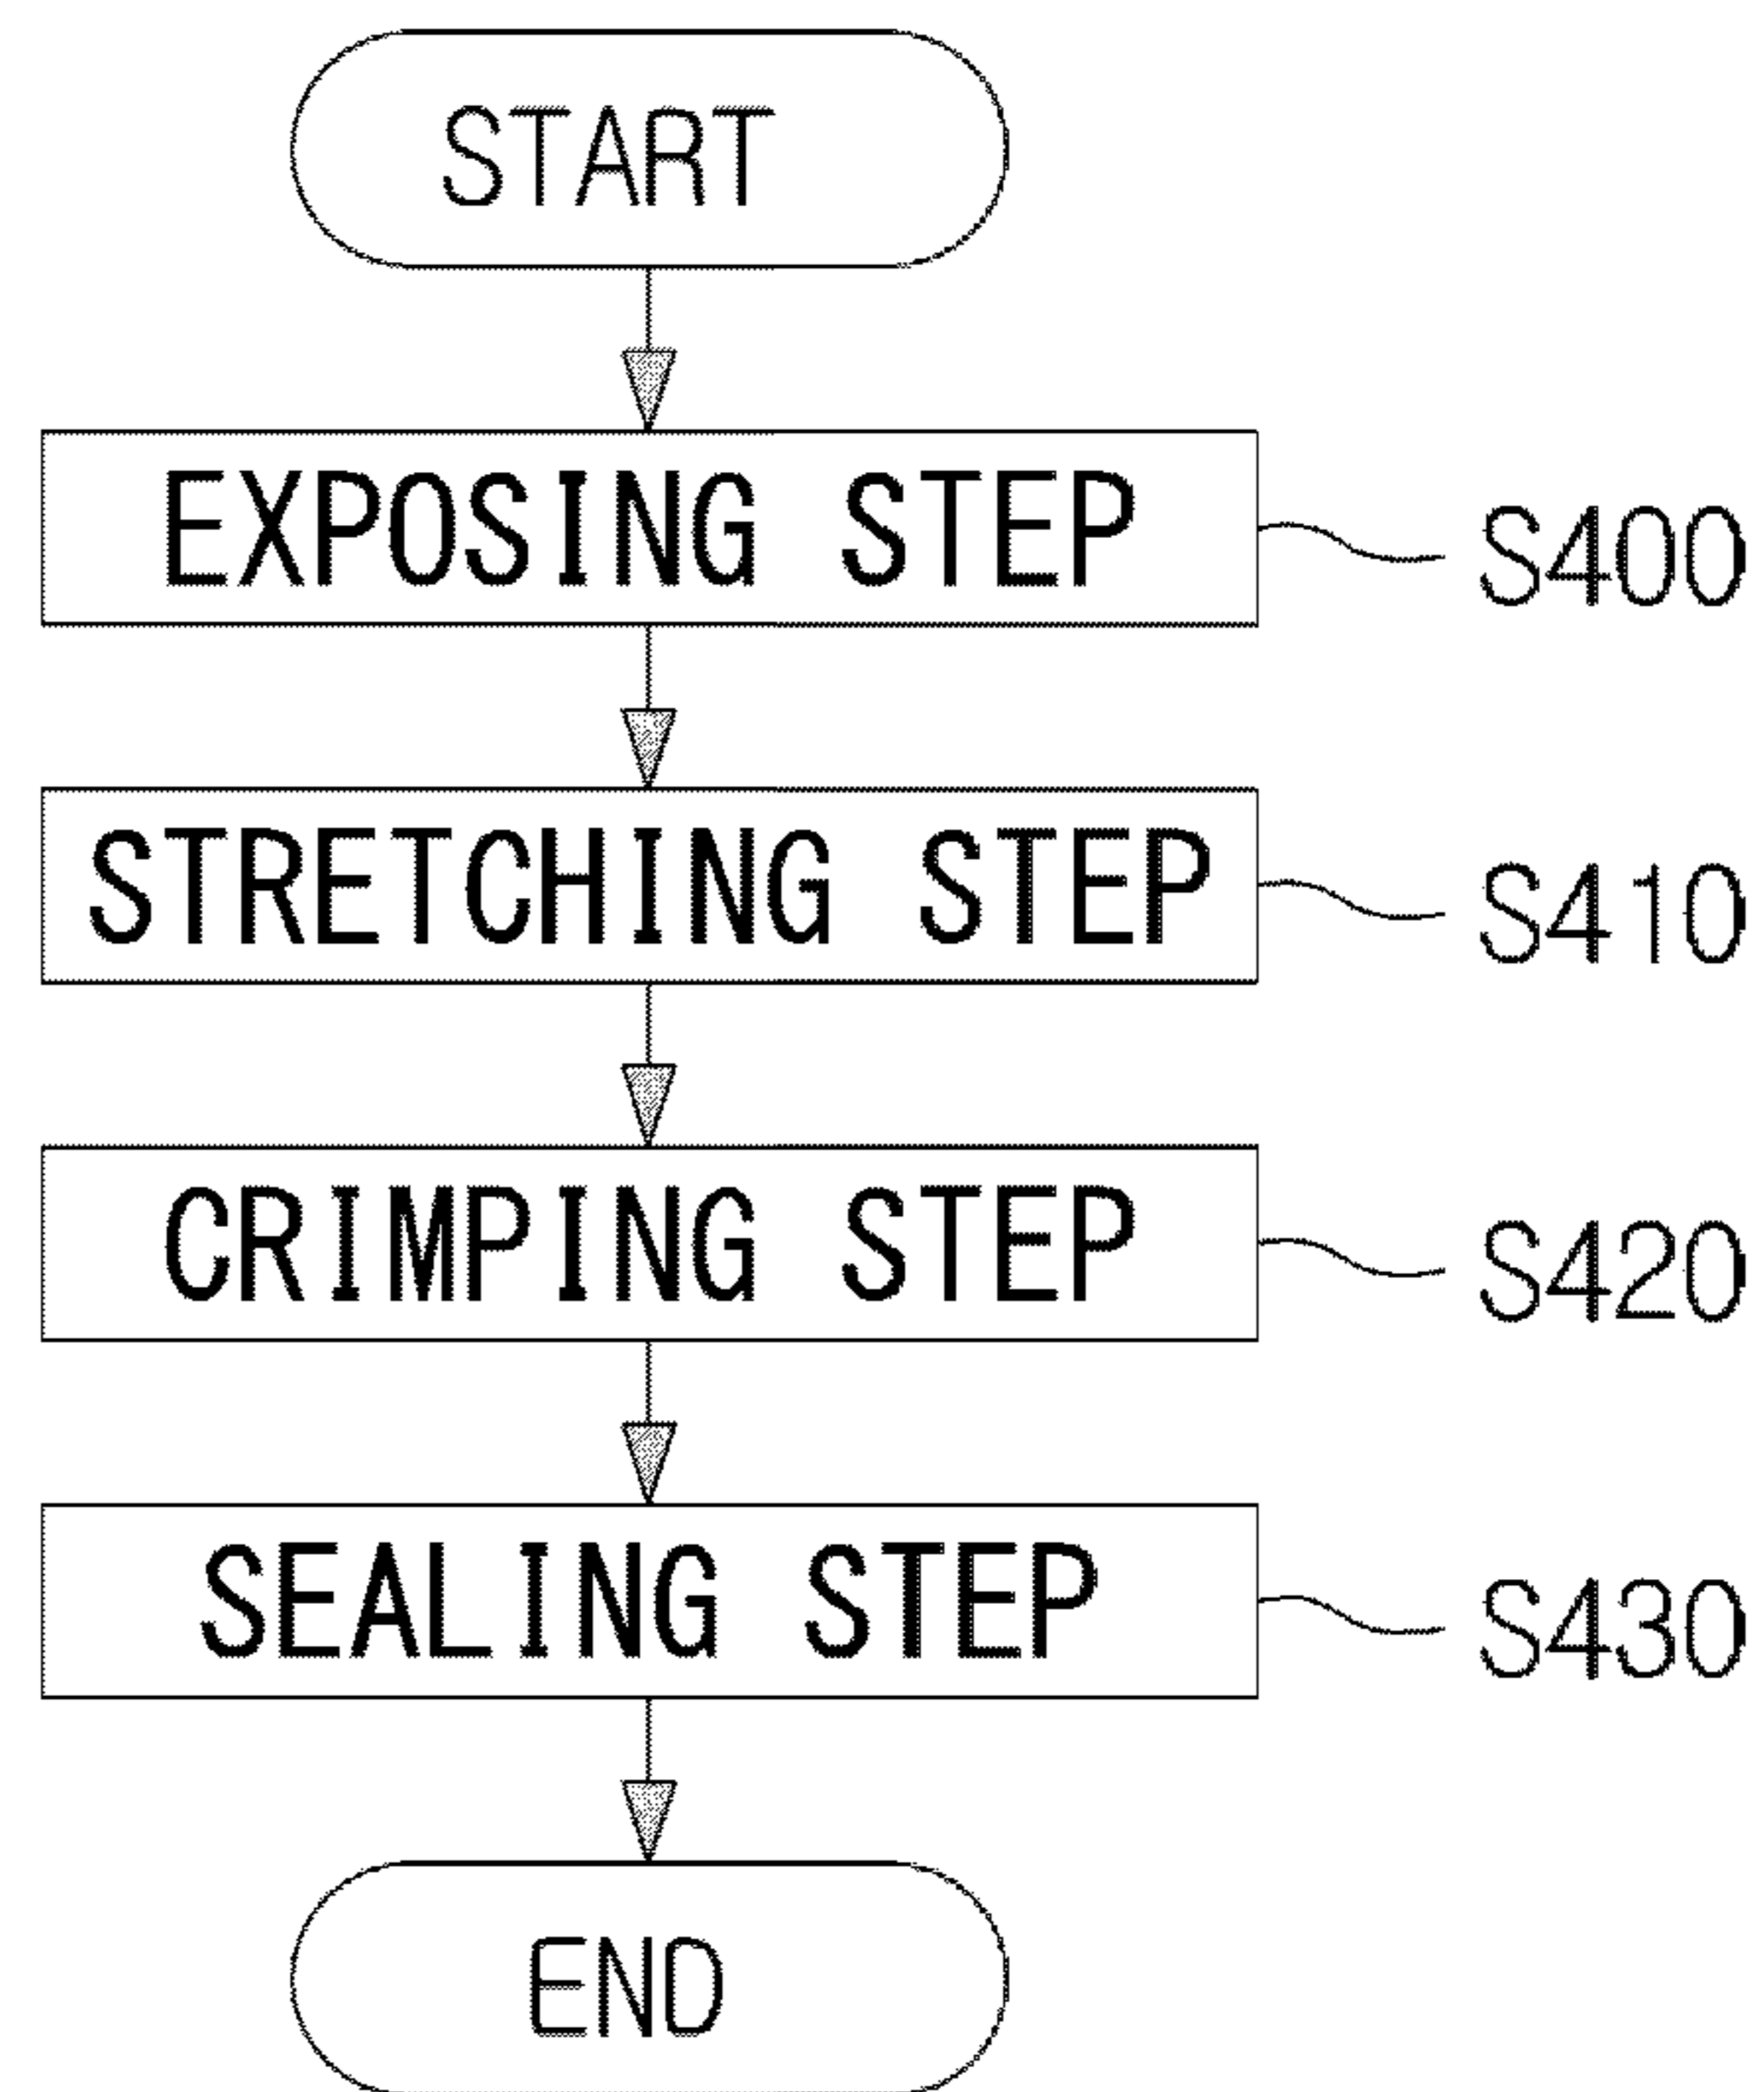 START
EXPOSING STEP
S400
STRETCHING STEP
S410
CRIMPING STEP
S420
SEALING STEP
S430
END